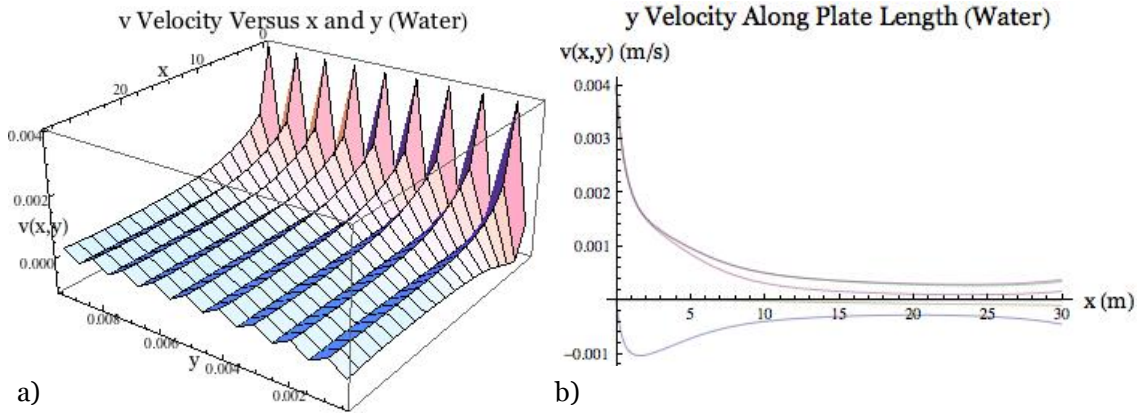 v Velocity Versus x and y (Water)
0
10
x
20
0.004
0.002
v(x,y)
0.000
0.008
0.006
y
0.004
0.002
a)
y Velocity Along Plate Length (Water)
v(x,y) (m/s)
0.004
0.003
0.002
0.001
−0.001
5 10 15 20 25 30 x (m)
b)